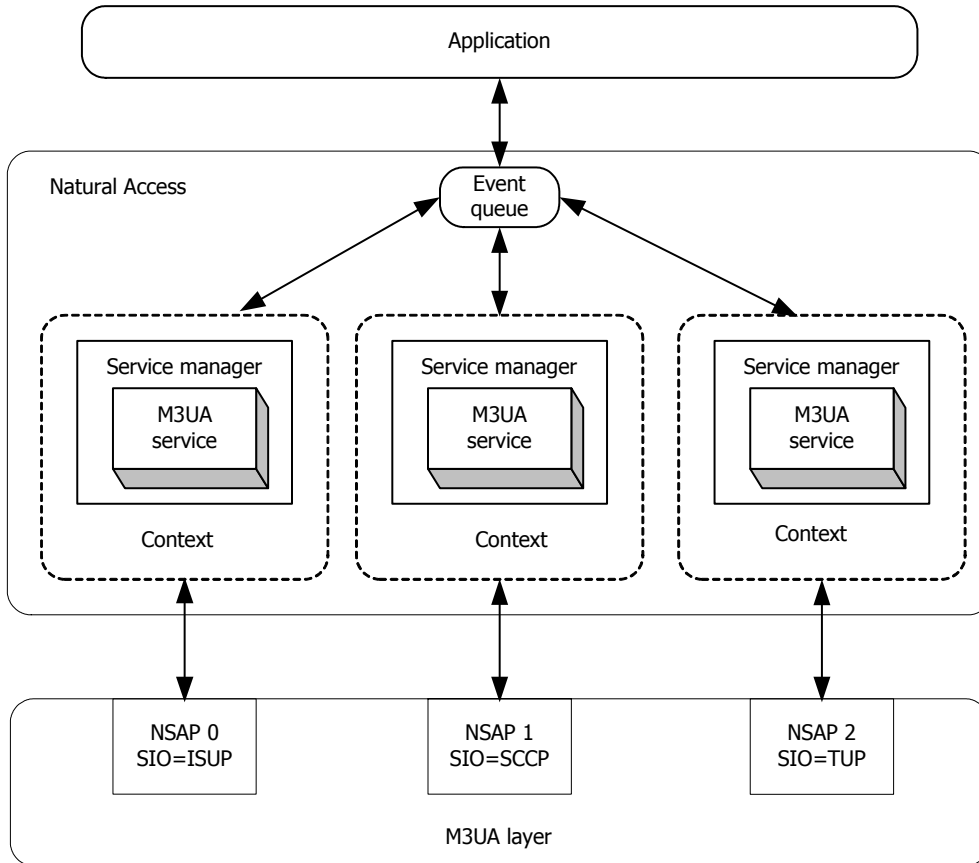 Application
Natural Access
Event
queue
Service manager
M3UA
service
Context
Service manager
M3UA
service
Context
Service manager
M3UA
service
Context
NSAP 0
SIO=ISUP
NSAP 1
SIO=SCCP
NSAP 2
SIO=TUP
M3UA layer